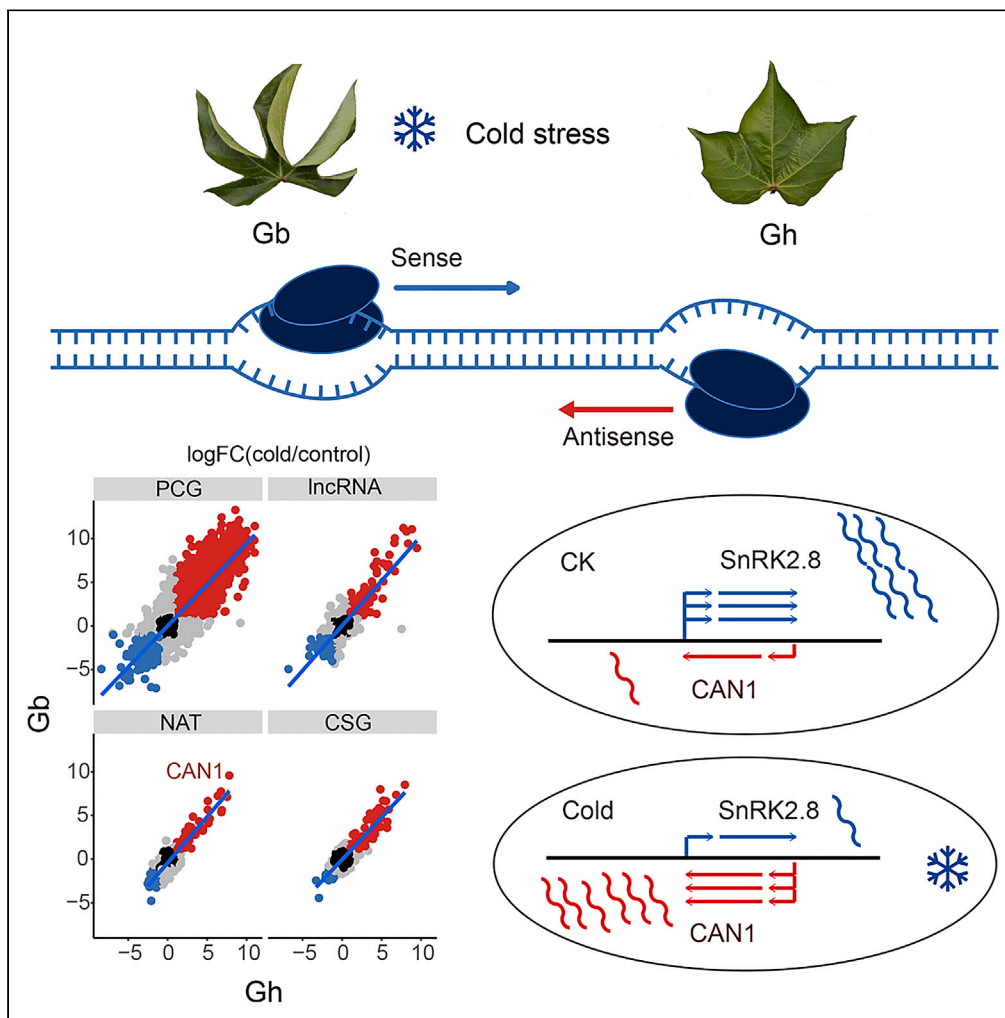 Cold stress
Gb
Gh
Sense
Antisense
logFC(cold/control)
PCG
lncRNA
10
5
0
−5
NAT
CSG
CAN1
10
5
0
−5
−5
0
5
10
−5
0
5
10
Gb
Gh
CK
SnRK2.8
CAN1
Cold
SnRK2.8
CAN1